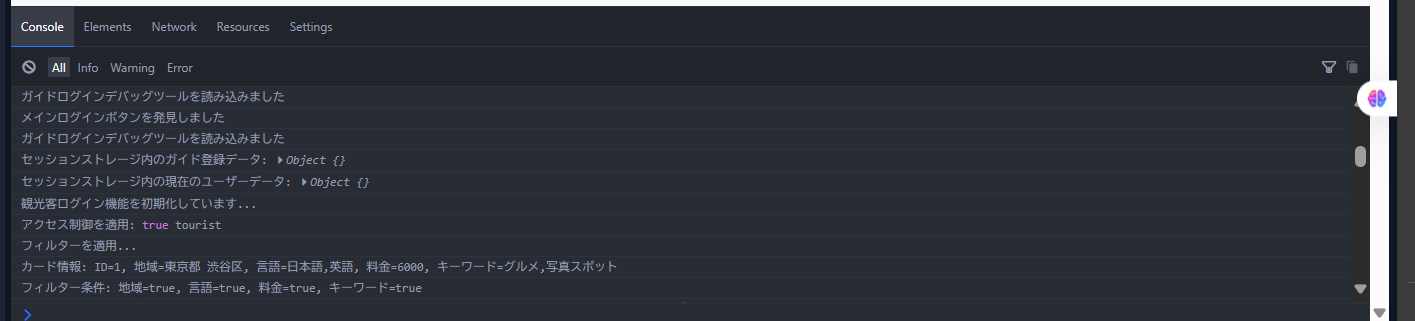 Console Elements Network Resources Settings
All Info Warning Error
ガイドログインデバッグツールを読み込みました
メインログインボタンを発見しました
ガイドログインデバッグツールを読み込みました
セッションストレージ内のガイド登録データ: Object {}
セッションストレージ内の現在のユーザーデータ: Object {}
観光客ログイン機能を初期化しています...
アクセス制御を適用: true tourist
フィルターを適用...
カード情報: ID=1, 地域=東京都 渋谷区, 言語=日本語,英語, 料金=6000, キーワード=グルメ,写真スポット
フィルター条件: 地域=true, 言語=true, 料金=true, キーワード=true